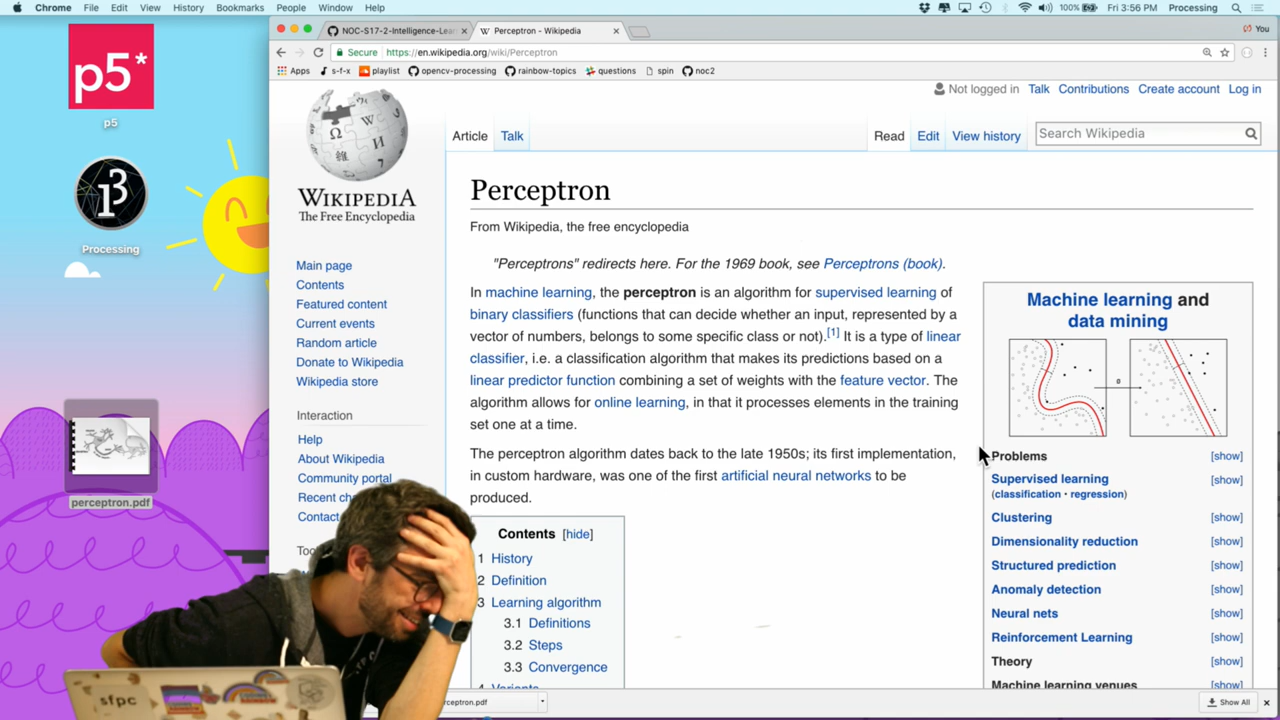 Chrome File Edit View History Bookmarks People Window Help
100% Fri 3:56 PM Processing
NOC-S17-2-Intelligence-Lea
Perceptron - Wikipedia
You
Secure https://en.wikipedia.org/wiki/Perceptron
Apps s-f-x playlist opencv-processing rainbow-topics questions spin noc2
p5*
p5
Processing
perceptron.pdf
WIKIPEDIA
The Free Encyclopedia
Main page
Contents
Featured content
Current events
Random article
Donate to Wikipedia
Wikipedia store
Interaction
Help
About Wikipedia
Community portal
Recent ch
Contact
Too
Not logged in Talk Contributions Create account Log in
Article Talk
Read Edit View history
Search Wikipedia
Perceptron
From Wikipedia, the free encyclopedia
"Perceptrons" redirects here. For the 1969 book, see Perceptrons (book).
In machine learning, the perceptron is an algorithm for supervised learning of
binary classifiers (functions that can decide whether an input, represented by a
vector of numbers, belongs to some specific class or not).[1] It is a type of linear
classifier, i.e. a classification algorithm that makes its predictions based on a
linear predictor function combining a set of weights with the feature vector. The
algorithm allows for online learning, in that it processes elements in the training
set one at a time.
The perceptron algorithm dates back to the late 1950s; its first implementation,
in custom hardware, was one of the first artificial neural networks to be
produced.
Contents [hide]
1 History
2 Definition
3 Learning algorithm
3.1 Definitions
3.2 Steps
3.3 Convergence
4 Variants
Machine learning and
data mining
Problems [show]
Supervised learning [show]
(classification • regression)
Clustering [show]
Dimensionality reduction [show]
Structured prediction [show]
Anomaly detection [show]
Neural nets [show]
Reinforcement Learning [show]
Theory [show]
Machine learning venues [show]
sfpc
rceptron.pdf
Show All